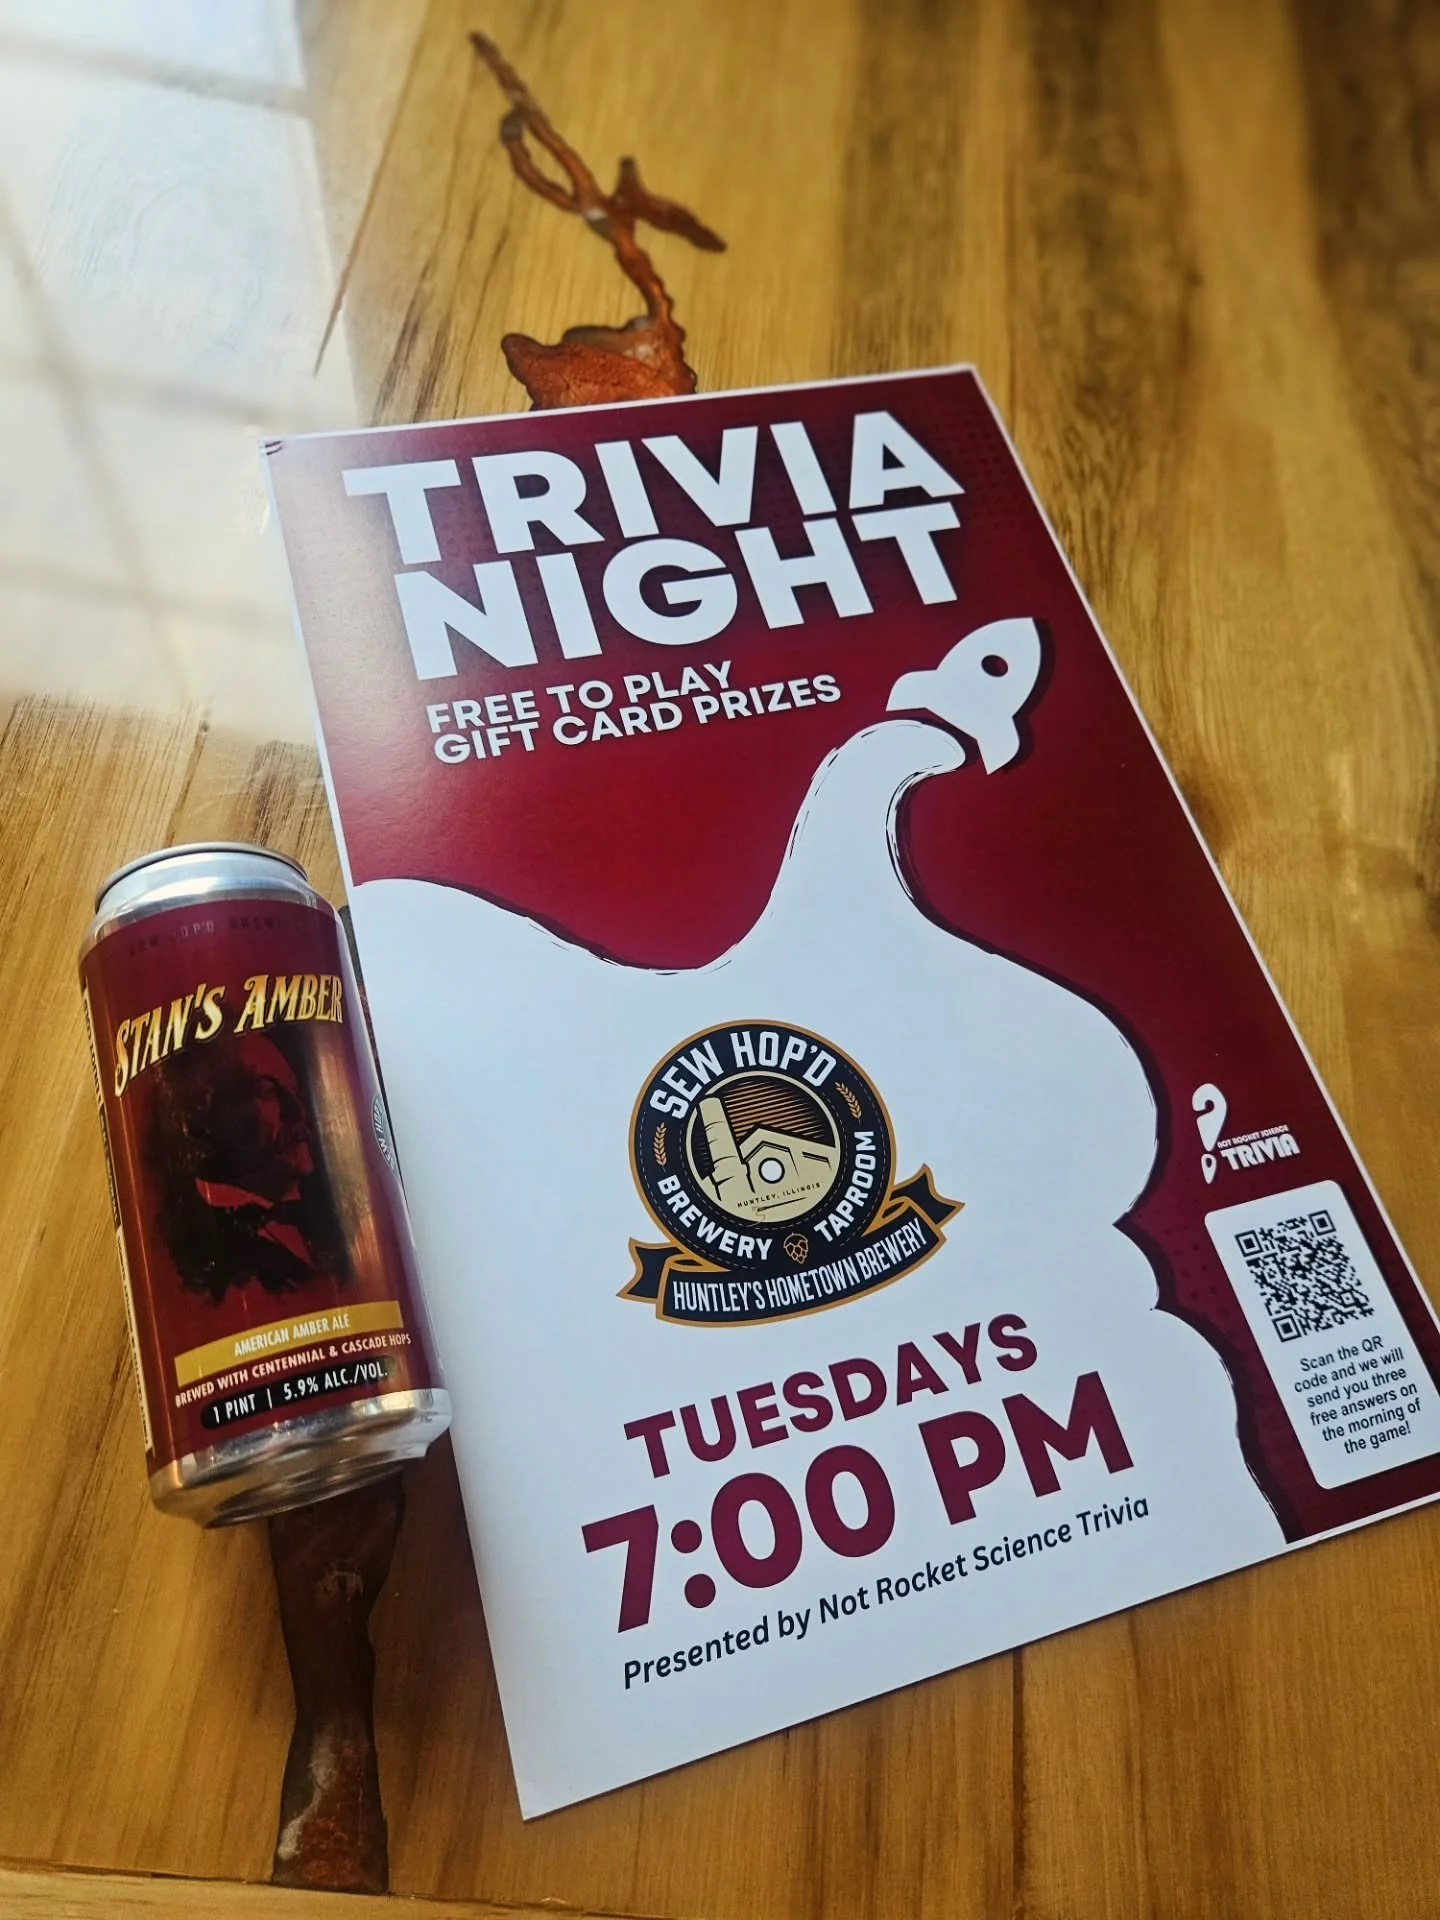 TRIVIA
NIGHT
FREE TO PLAY
GIFT CARD PRIZES
SEW HOP'D
BREWERY TAPROOM
HUNTLEY, ILLINOIS
HUNTLEY'S HOMETOWN BREWERY
TUESDAYS
7:00 PM
Presented by Not Rocket Science Trivia
NOT ROCKET SCIENCE
TRIVIA
Scan the QR
code and we will
send you three
free answers on
the morning of
the game!
STAN'S AMBER
AMERICAN AMBER ALE
BREWED WITH CENTENNIAL & CASCADE HOPS
1 PINT | 5.9% ALC./VOL.